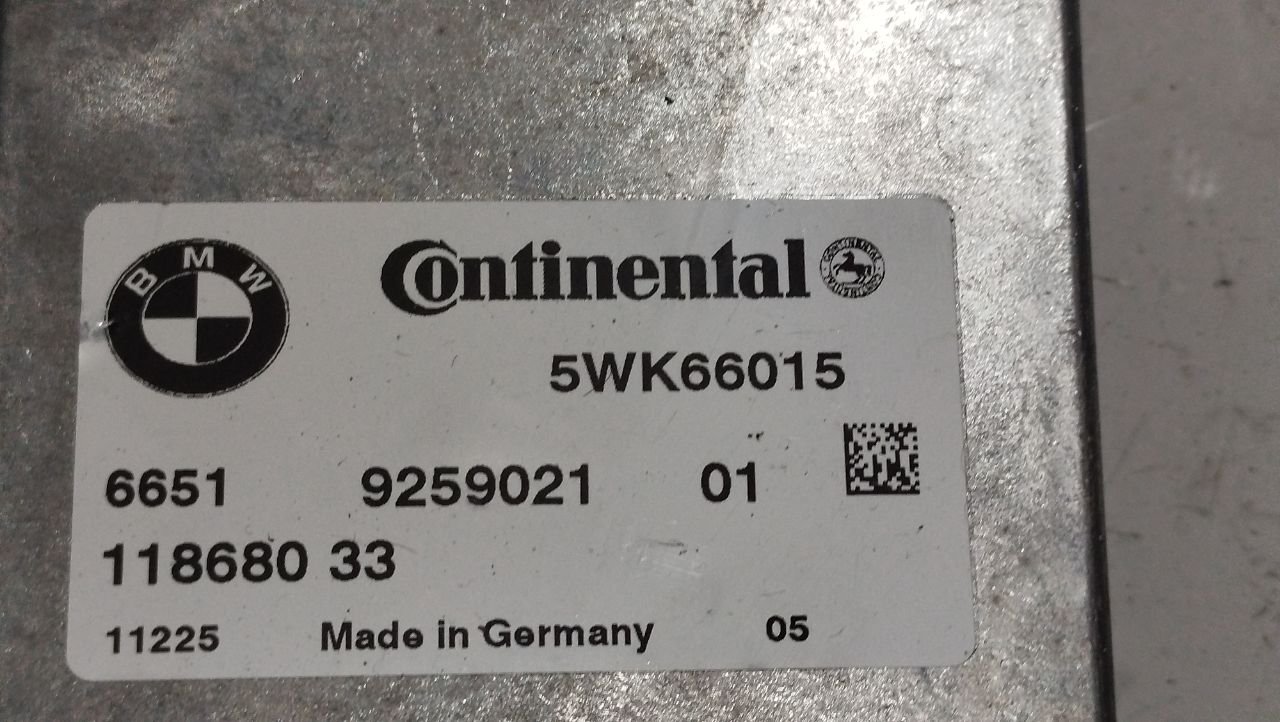 BMW
Continental
5WK66015
6651 9259021 01
118680 33
11225 Made in Germany 05